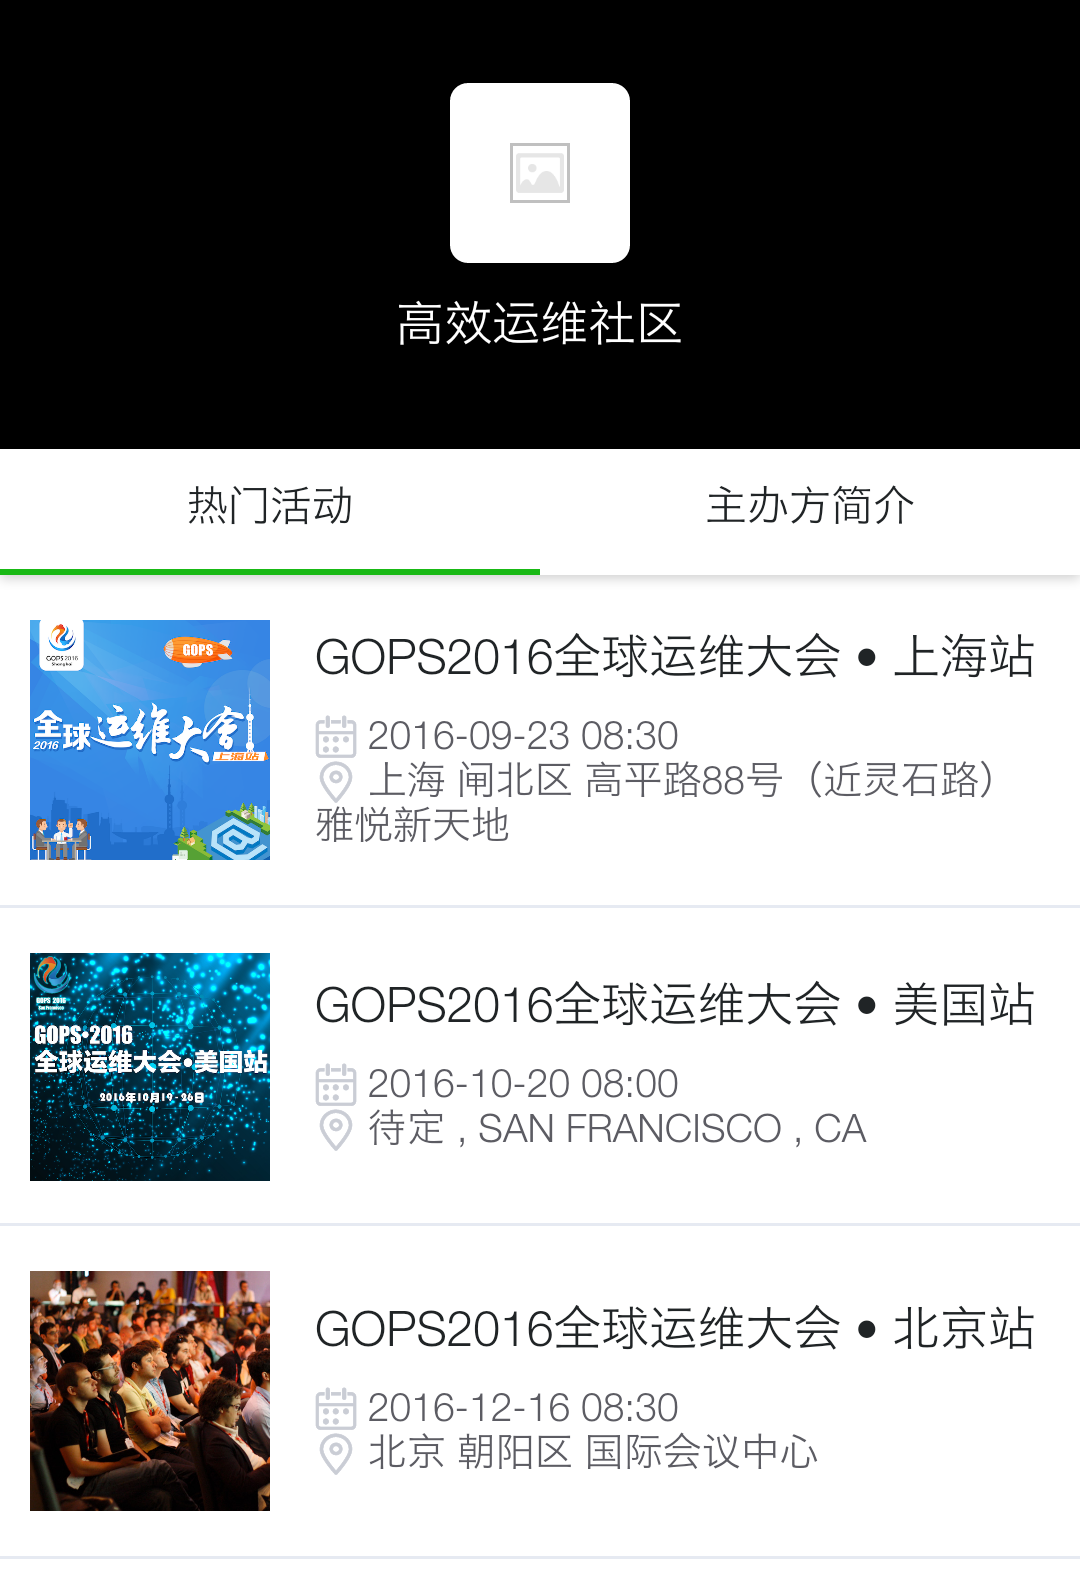 高效运维社区
热门活动
主办方简介
GOPS 2016
Shanghai
GOPS
全球运维大会
2016
上海站
GOPS2016全球运维大会 • 上海站
2016-09-23 08:30
上海 闸北区 高平路88号（近灵石路）
雅悦新天地
GOPS 2016
San Francisco
GOPS•2016
全球运维大会•美国站
2016年10月19-26日
GOPS2016全球运维大会 • 美国站
2016-10-20 08:00
待定 , SAN FRANCISCO , CA
GOPS2016全球运维大会 • 北京站
2016-12-16 08:30
北京 朝阳区 国际会议中心